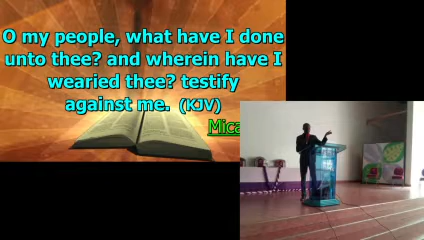 O my people, what have I done
unto thee? and wherein have I
wearied thee? testify
against me. (KJV)
Mica